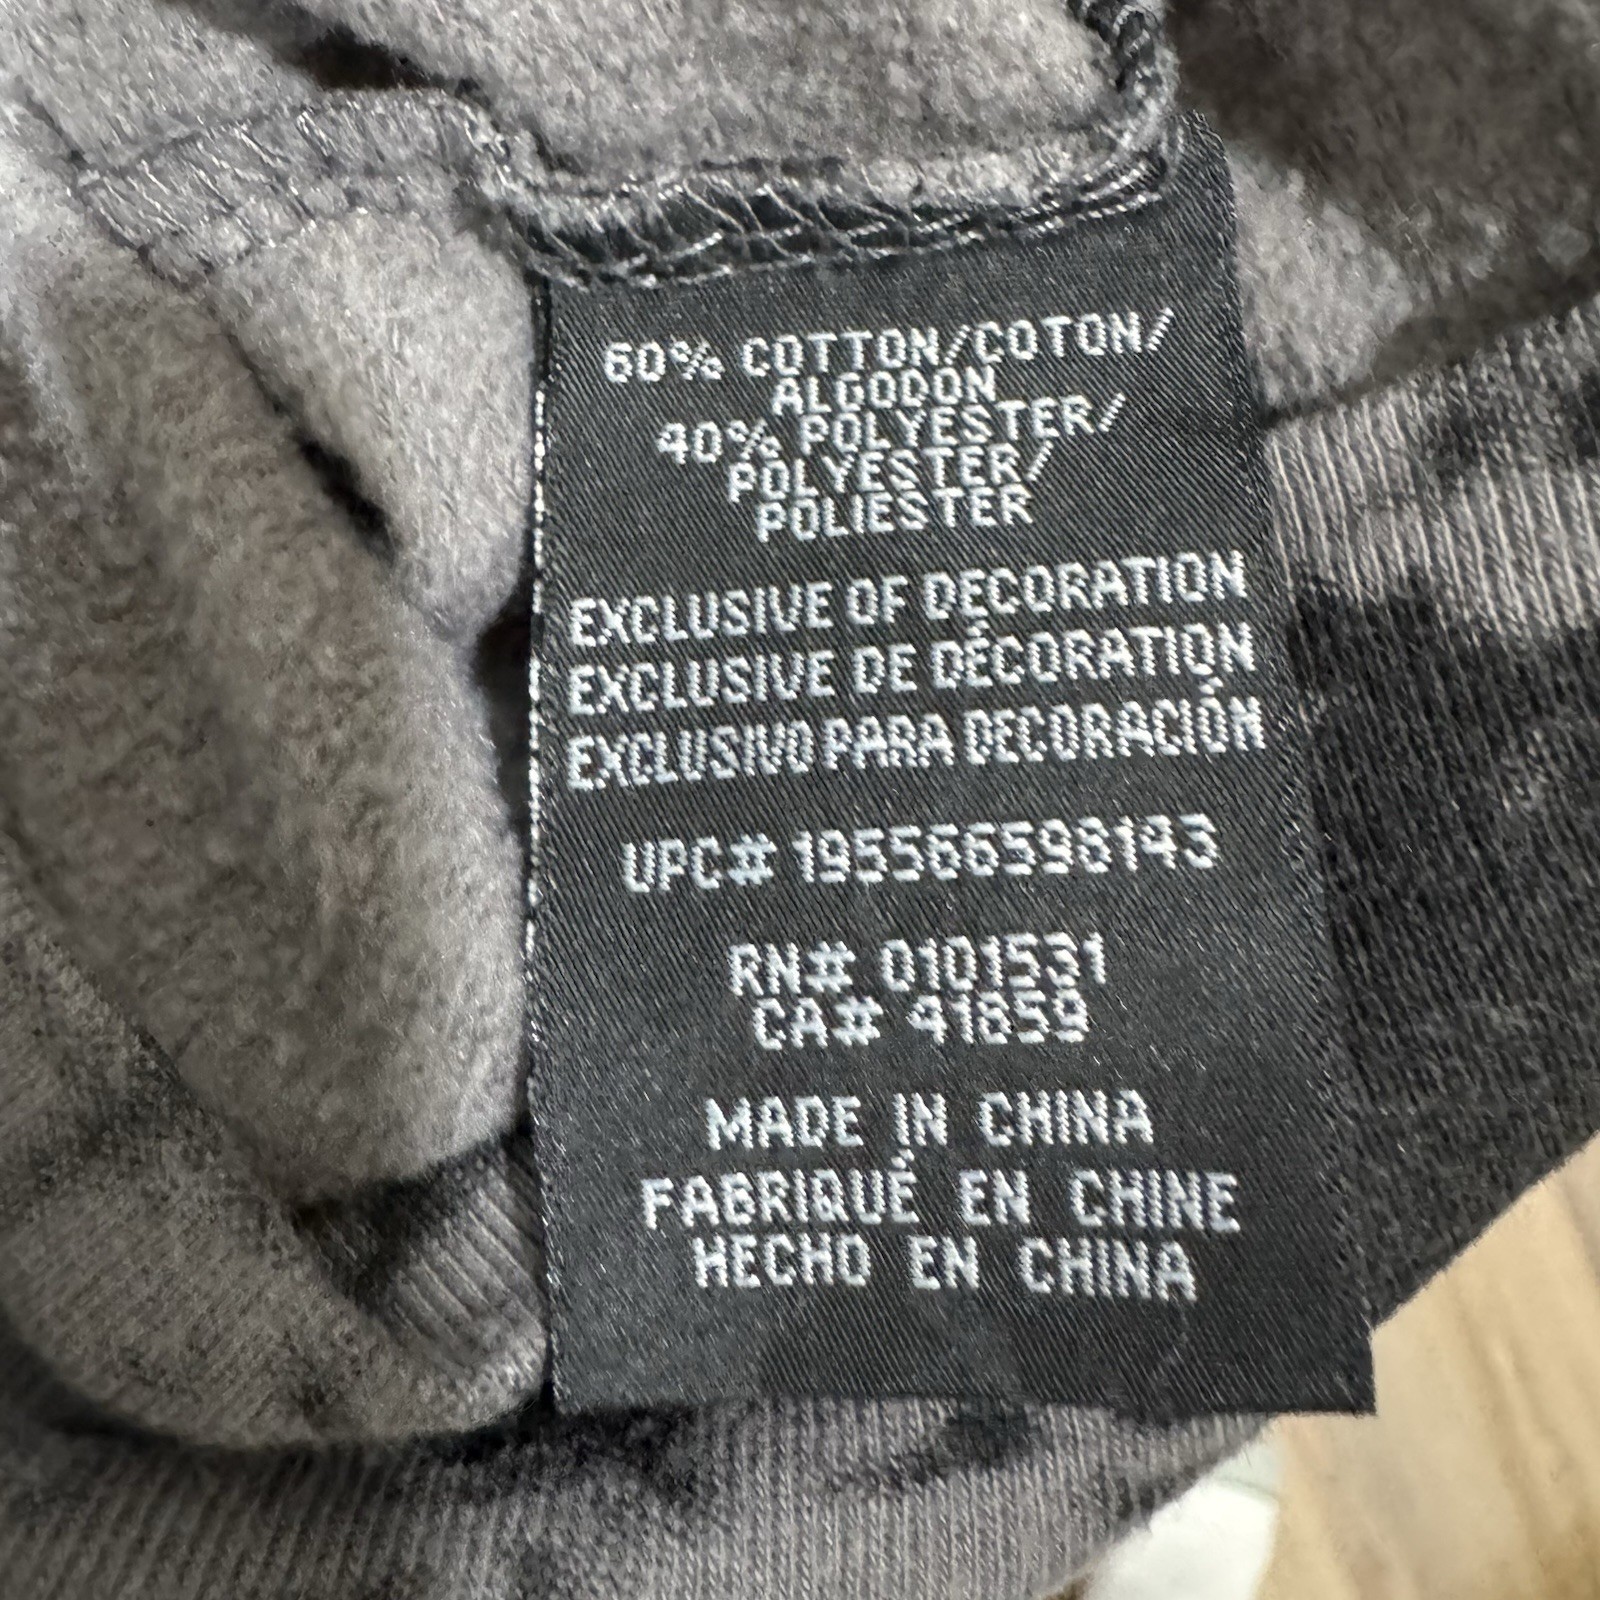 60% COTTON/COTON/
ALGODON
40% POLYESTER/
POLYESTER/
POLIESTER
EXCLUSIVE OF DECORATION
EXCLUSIVE DE DÉCORATION
EXCLUSIVO PARA DECORACIÓN
UPC# 195566598193
RN# 0101531
CA# 41859
MADE IN CHINA
FABRIQUÉ EN CHINE
HECHO EN CHINA